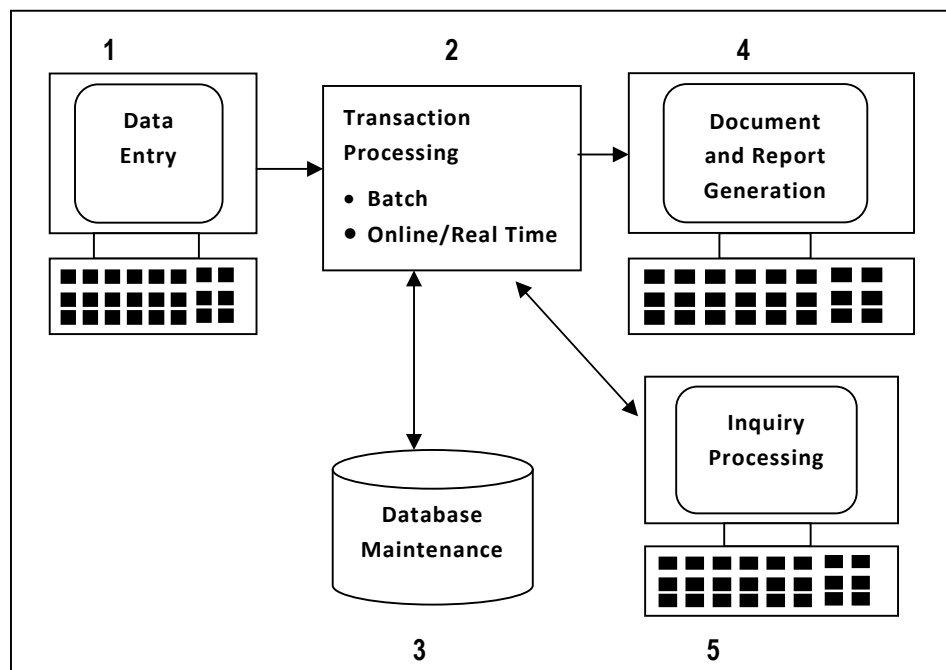 1
Data
Entry
2
Transaction
Processing
• Batch
• Online/Real Time
4
Document
and Report
Generation
Database
Maintenance
3
Inquiry
Processing
5